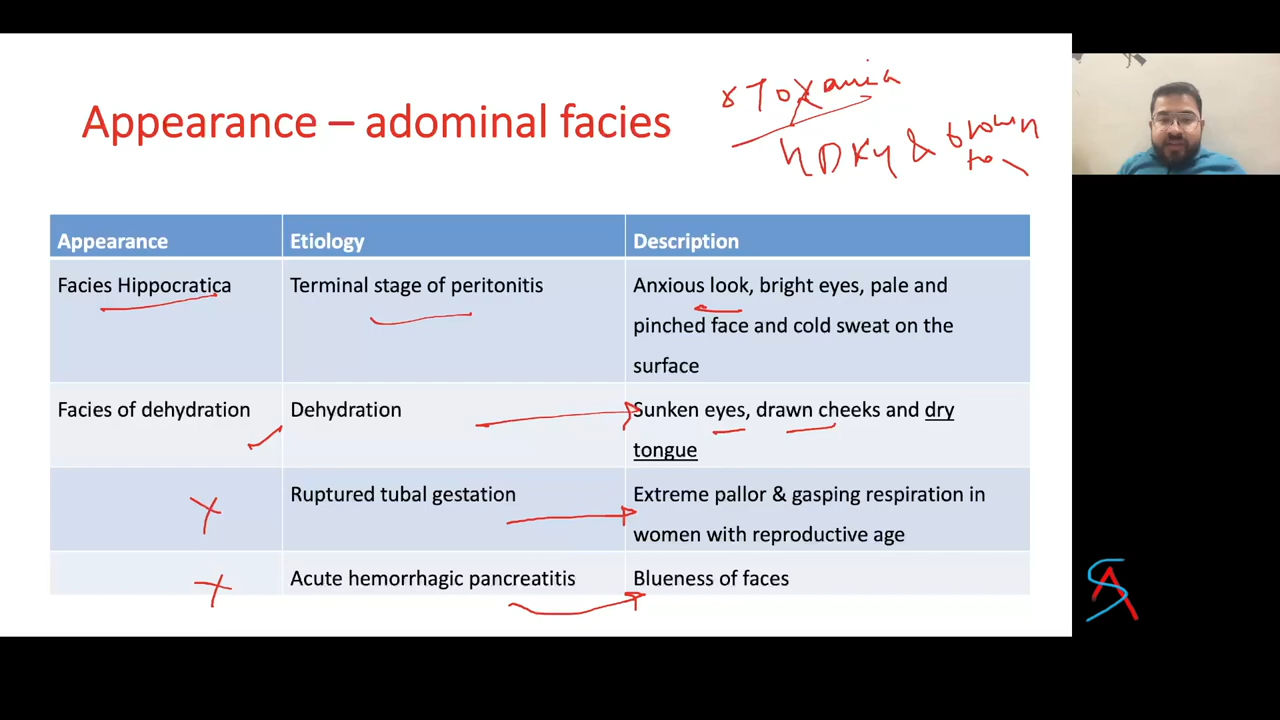 Appearance – adominal facies
Appearance Etiology Description
Facies Hippocratica Terminal stage of peritonitis Anxious look, bright eyes, pale and
pinched face and cold sweat on the
surface
Facies of dehydration Dehydration Sunken eyes, drawn cheeks and dry
tongue
Ruptured tubal gestation Extreme pallor & gasping respiration in
women with reproductive age
Acute hemorrhagic pancreatitis Blueness of faces
& brown